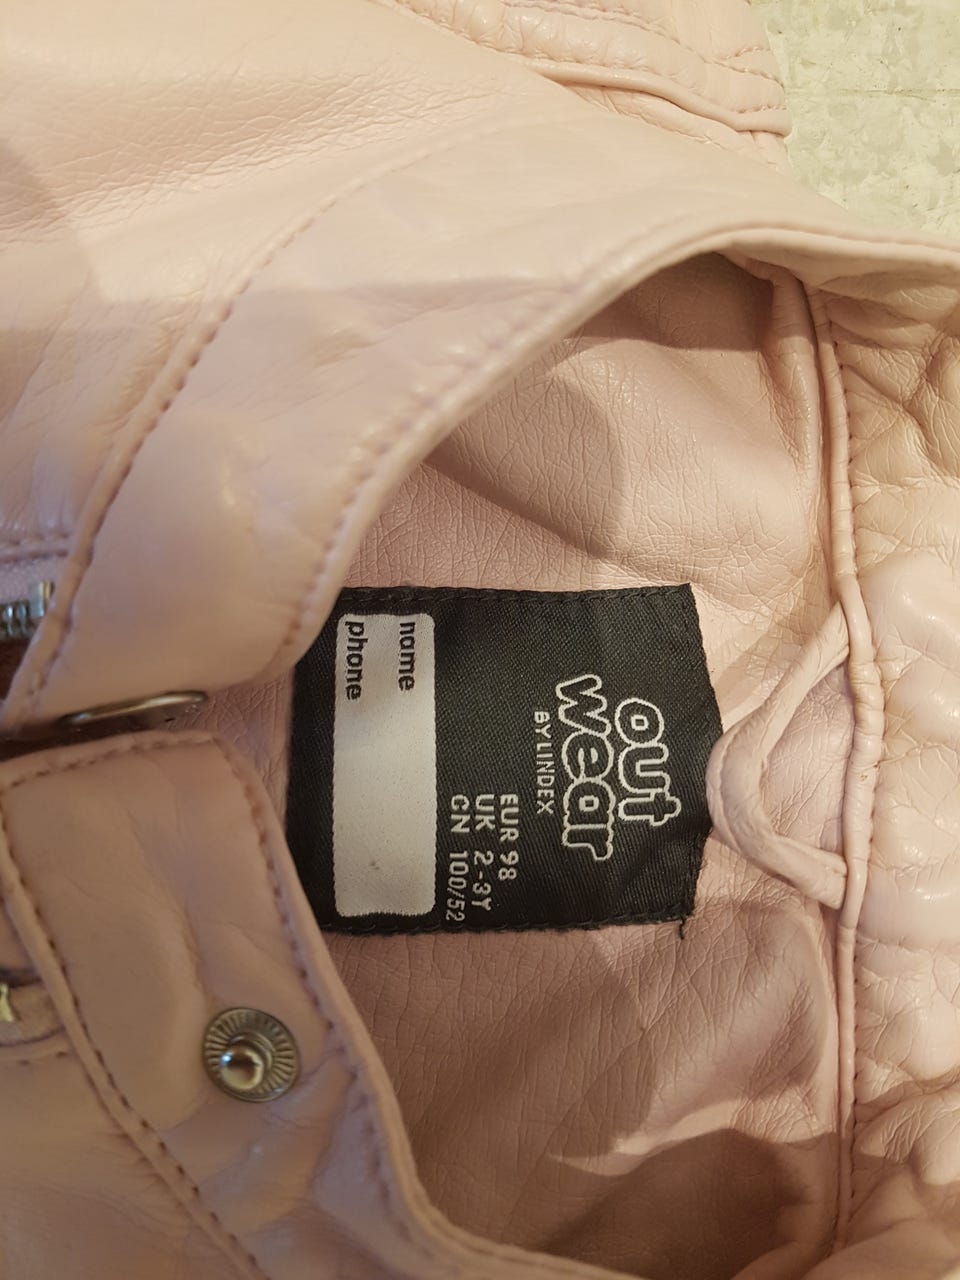 out
wear
BY LINDEX
EUR 98
UK 2-3Y
CN 100/52
name
phone